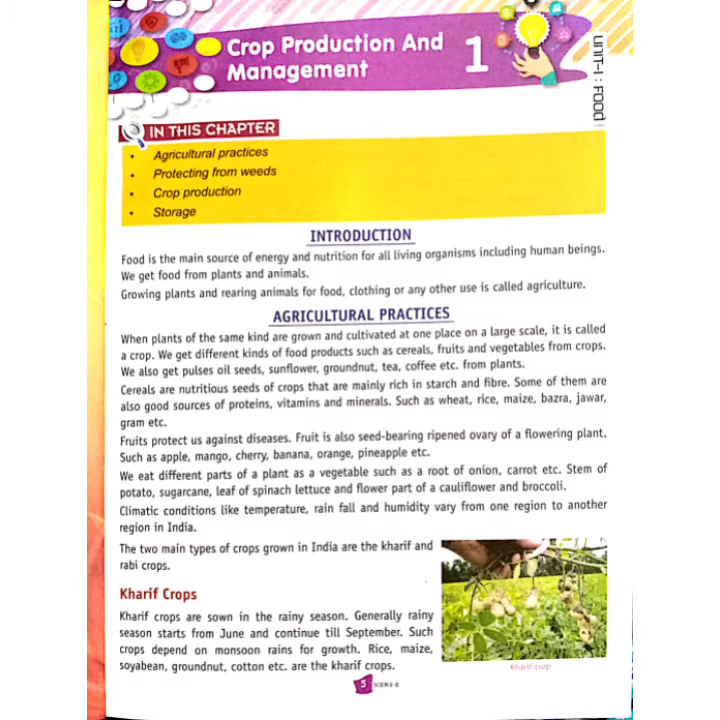 Crop Production And
Management
1
UNIT-I : FOOD
IN THIS CHAPTER
• Agricultural practices
• Protecting from weeds
• Crop production
• Storage
INTRODUCTION
Food is the main source of energy and nutrition for all living organisms including human beings.
We get food from plants and animals.
Growing plants and rearing animals for food, clothing or any other use is called agriculture.
AGRICULTURAL PRACTICES
When plants of the same kind are grown and cultivated at one place on a large scale, it is called
a crop. We get different kinds of food products such as cereals, fruits and vegetables from crops.
We also get pulses oil seeds, sunflower, groundnut, tea, coffee etc. from plants.
Cereals are nutritious seeds of crops that are mainly rich in starch and fibre. Some of them are
also good sources of proteins, vitamins and minerals. Such as wheat, rice, maize, bazra, jawar,
gram etc.
Fruits protect us against diseases. Fruit is also seed-bearing ripened ovary of a flowering plant.
Such as apple, mango, cherry, banana, orange, pineapple etc.
We eat different parts of a plant as a vegetable such as a root of onion, carrot etc. Stem of
potato, sugarcane, leaf of spinach lettuce and flower part of a cauliflower and broccoli.
Climatic conditions like temperature, rain fall and humidity vary from one region to another
region in India.
The two main types of crops grown in India are the kharif and
rabi crops.
Kharif Crops
Kharif crops are sown in the rainy season. Generally rainy
season starts from June and continue till September. Such
crops depend on monsoon rains for growth. Rice, maize,
soyabean, groundnut, cotton etc. are the kharif crops.
Kharif crop
5 SCIENCE-8